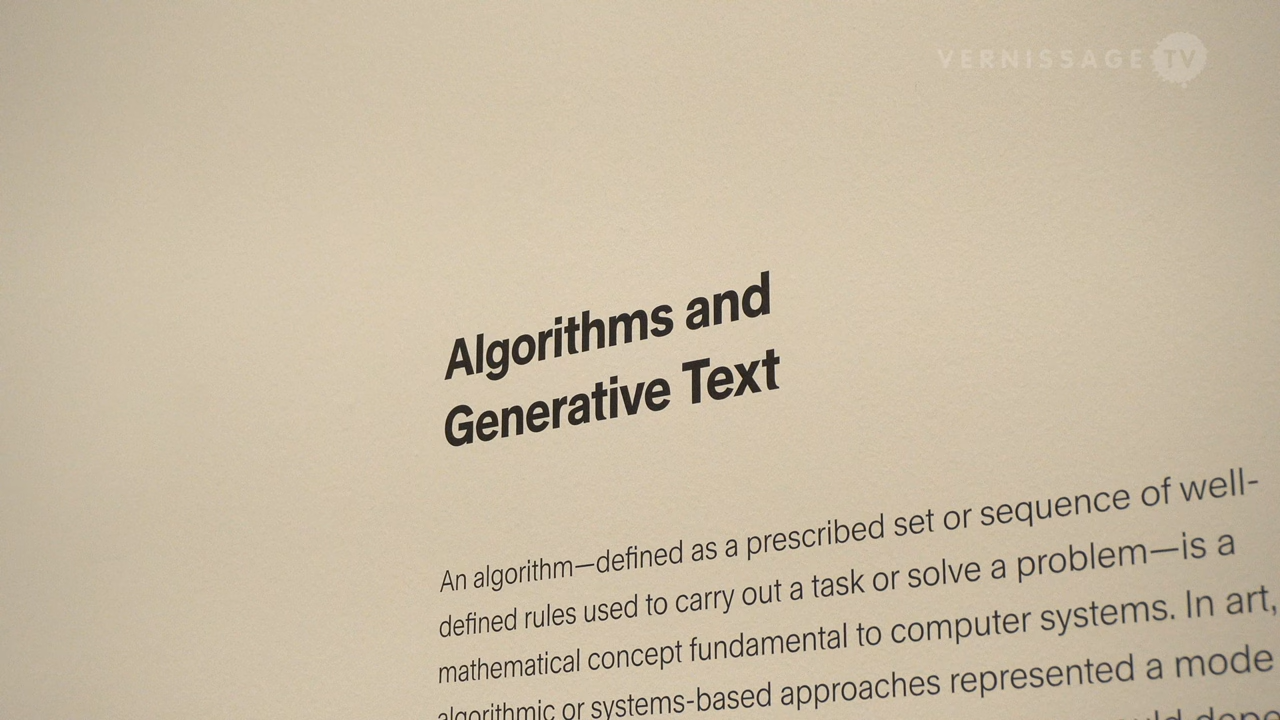 VERNISSAGE TV
Algorithms and
Generative Text
An algorithm—defined as a prescribed set or sequence of well-
defined rules used to carry out a task or solve a problem—is a
mathematical concept fundamental to computer systems. In art,
algorithmic or systems-based approaches represented a mode